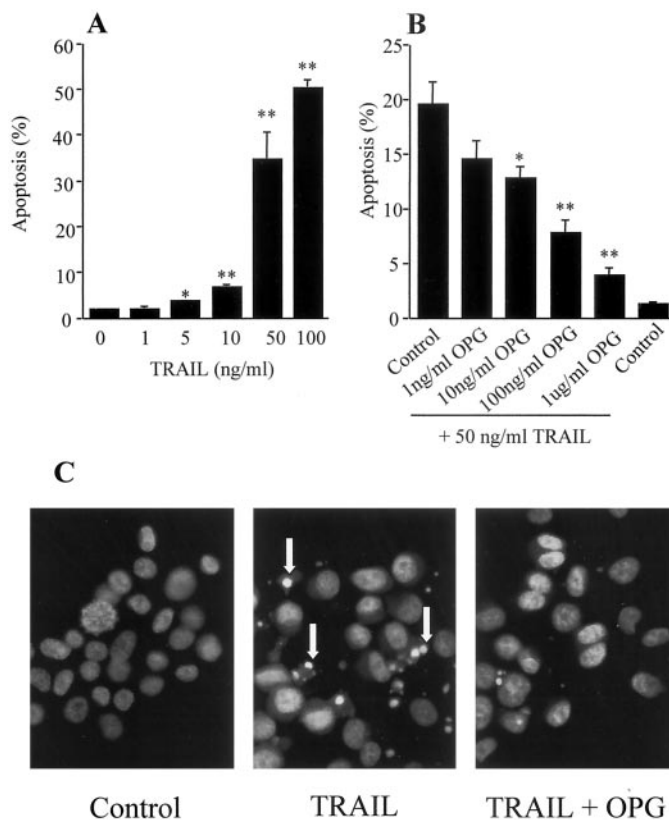 A
Apoptosis (%)
60
50
40
30
20
10
0
*
**
**
**
0 1 5 10 50 100
TRAIL (ng/ml)
B
Apoptosis (%)
25
20
15
10
5
0
*
**
**
Control
1ng/ml OPG
10ng/ml OPG
100ng/ml OPG
1ug/ml OPG
Control
+ 50 ng/ml TRAIL
C
Control
TRAIL
TRAIL + OPG